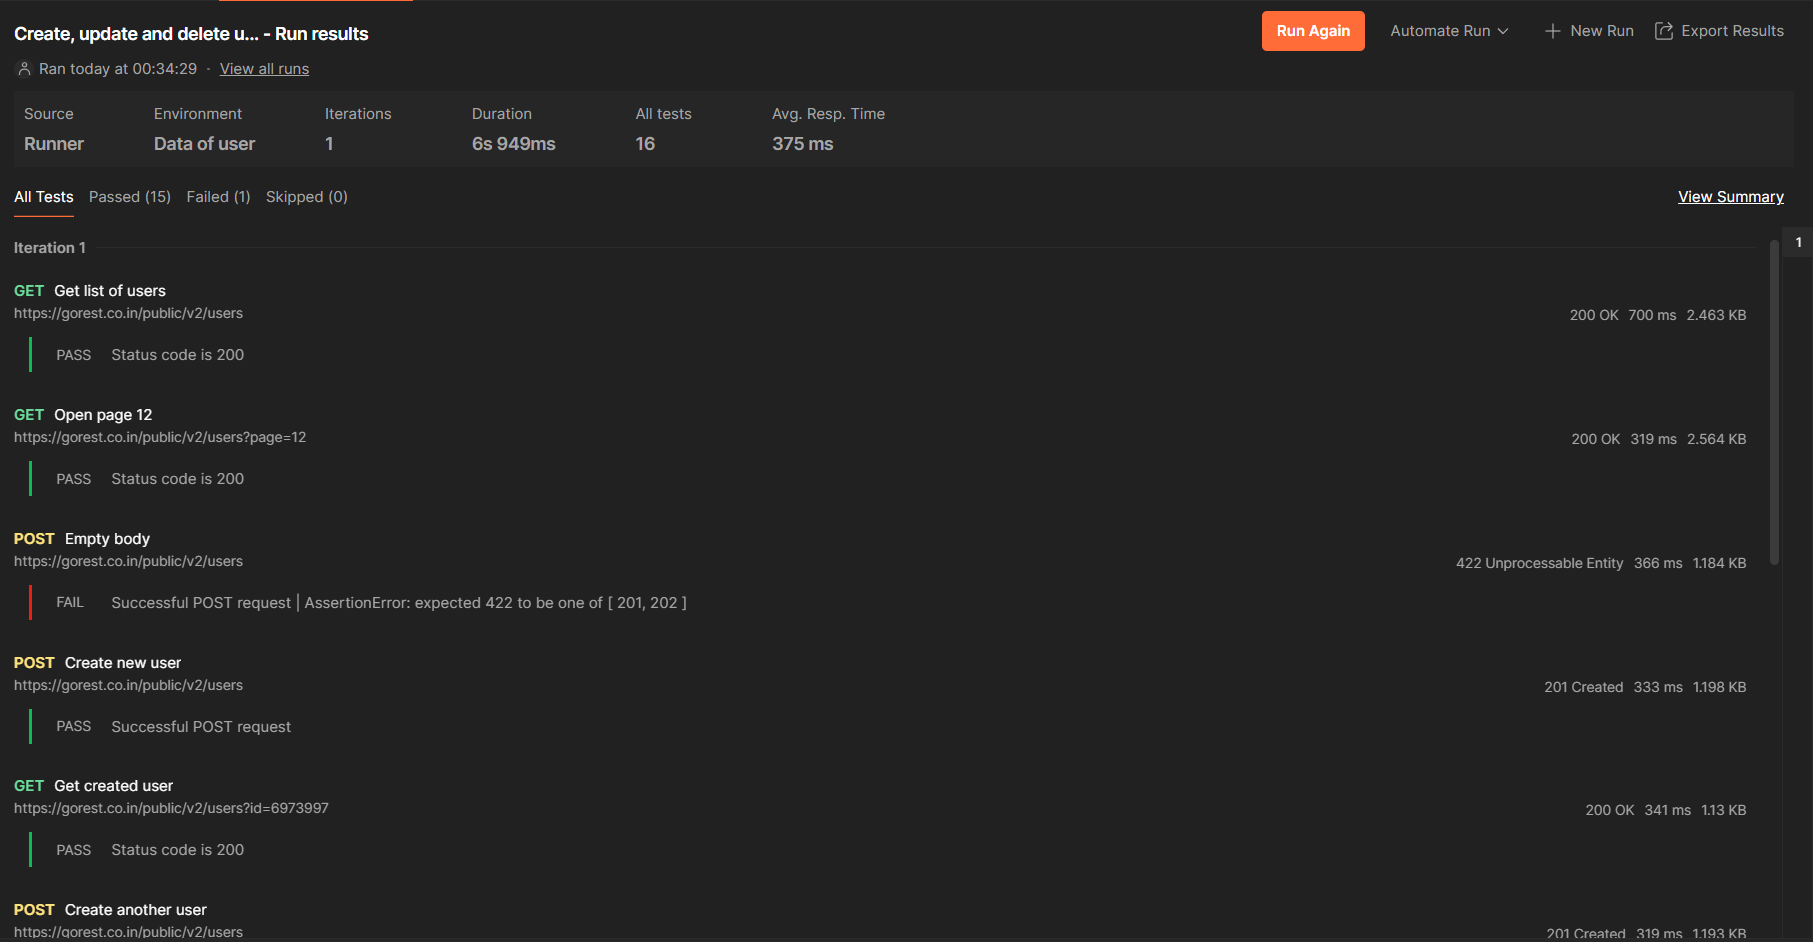 Create, update and delete u... - Run results
Run Again Automate Run New Run Export Results
Ran today at 00:34:29 · View all runs
Source Environment Iterations Duration All tests Avg. Resp. Time
Runner Data of user 1 6s 949ms 16 375 ms
All Tests Passed (15) Failed (1) Skipped (0) View Summary
Iteration 1
1
GET Get list of users
https://gorest.co.in/public/v2/users
200 OK 700 ms 2.463 KB
PASS Status code is 200
GET Open page 12
https://gorest.co.in/public/v2/users?page=12
200 OK 319 ms 2.564 KB
PASS Status code is 200
POST Empty body
https://gorest.co.in/public/v2/users
422 Unprocessable Entity 366 ms 1.184 KB
FAIL Successful POST request | AssertionError: expected 422 to be one of [ 201, 202 ]
POST Create new user
https://gorest.co.in/public/v2/users
201 Created 333 ms 1.198 KB
PASS Successful POST request
GET Get created user
https://gorest.co.in/public/v2/users?id=6973997
200 OK 341 ms 1.13 KB
PASS Status code is 200
POST Create another user
https://gorest.co.in/public/v2/users
201 Created 319 ms 1.193 KB